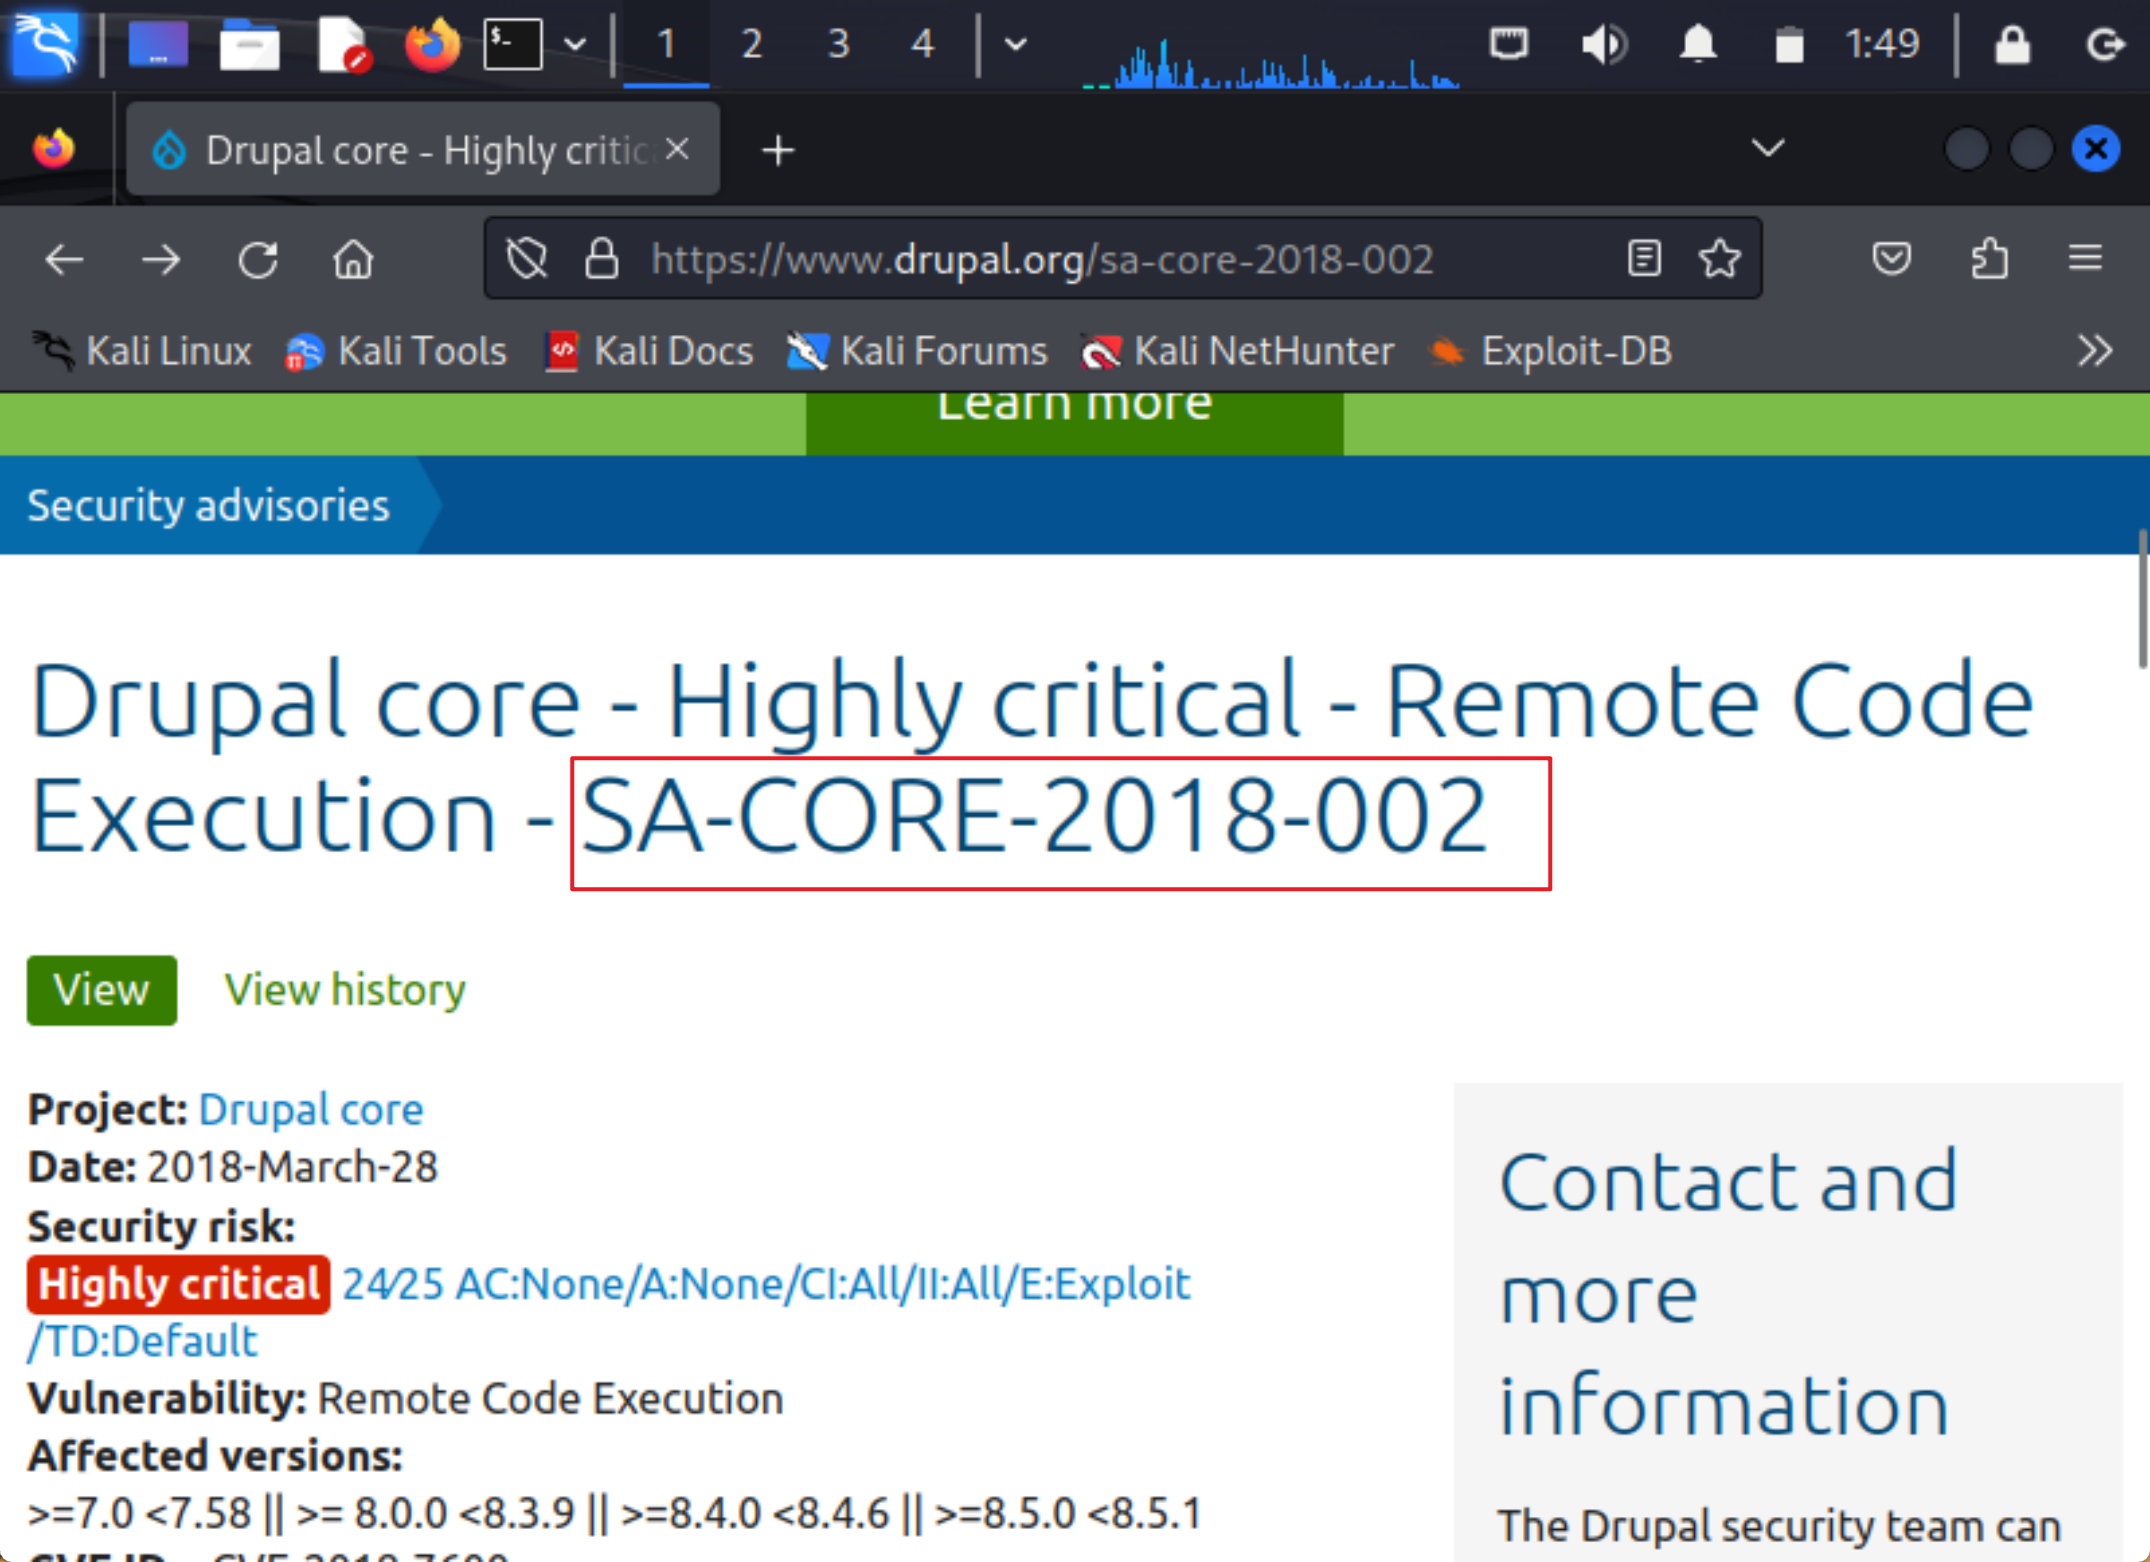 $-
1 2 3 4
1:49
Drupal core - Highly critic
https://www.drupal.org/sa-core-2018-002
Kali Linux Kali Tools Kali Docs Kali Forums Kali NetHunter Exploit-DB
Learn more
Security advisories
Drupal core - Highly critical - Remote Code
Execution - SA-CORE-2018-002
View View history
Project: Drupal core
Date: 2018-March-28
Security risk:
Highly critical 24∕25 AC:None/A:None/CI:All/II:All/E:Exploit
/TD:Default
Vulnerability: Remote Code Execution
Affected versions:
>=7.0 <7.58 || >= 8.0.0 <8.3.9 || >=8.4.0 <8.4.6 || >=8.5.0 <8.5.1
Contact and
more
information
The Drupal security team can